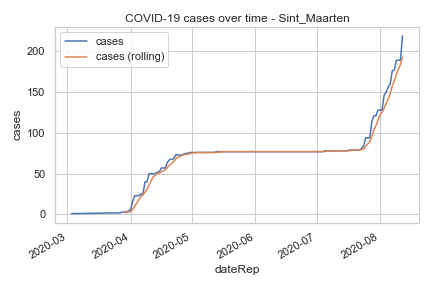 COVID-19 cases over time - Sint_Maarten
cases
cases (rolling)
cases
200
150
100
50
0
2020-03
2020-04
2020-05
2020-06
2020-07
2020-08
dateRep